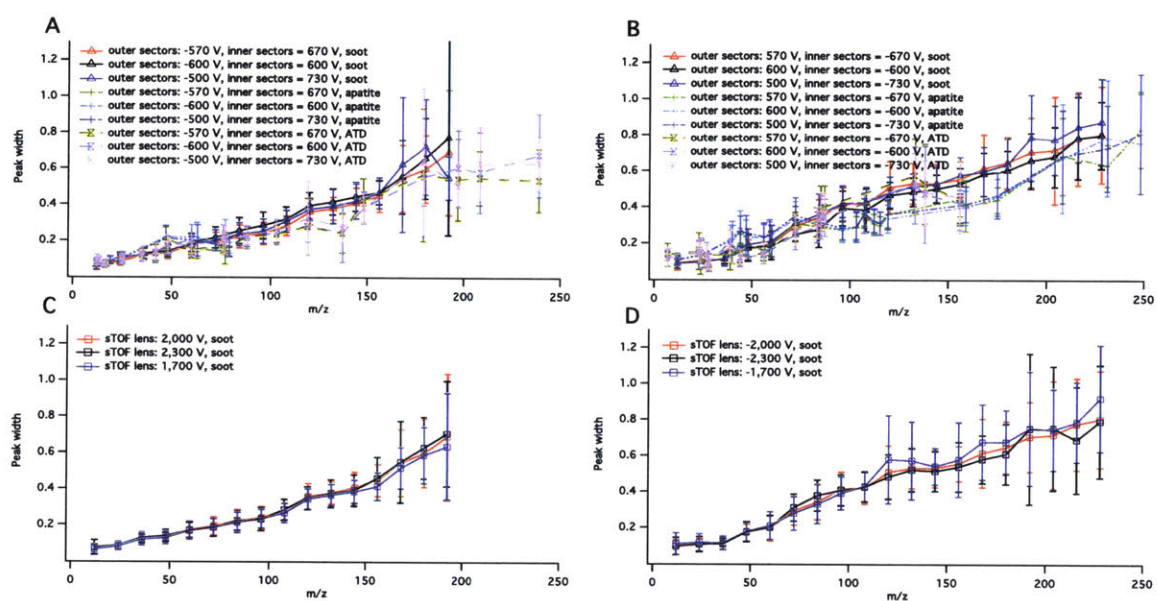 A
outer sectors: -570 V, inner sectors = 670 V, soot
outer sectors: -600 V, inner sectors = 600 V, soot
outer sectors: -500 V, inner sectors = 730 V, soot
outer sectors: -570 V, inner sectors = 670 V, apatite
outer sectors: -600 V, inner sectors = 600 V, apatite
outer sectors: -500 V, inner sectors = 730 V, apatite
outer sectors: -570 V, inner sectors = 670 V, ATD
outer sectors: -600 V, inner sectors = 600 V, ATD
outer sectors: -500 V, inner sectors = 730 V, ATD
Peak width
1.2
1.0
0.8
0.6
0.4
0.2
0 50 100 150 200 250
m/z
B
outer sectors: 570 V, inner sectors = -670 V, soot
outer sectors: 600 V, inner sectors = -600 V, soot
outer sectors: 500 V, inner sectors = -730 V, soot
outer sectors: 570 V, inner sectors = -670 V, apatite
outer sectors: 600 V, inner sectors = -600 V, apatite
outer sectors: 500 V, inner sectors = -730 V, apatite
outer sectors: 570 V, inner sectors = -670 V, ATD
outer sectors: 600 V, inner sectors = -600 V, ATD
outer sectors: 500 V, inner sectors = -730 V, ATD
Peak width
1.2
1.0
0.8
0.6
0.4
0.2
0 50 100 150 200 250
m/z
C
sTOF lens: 2,000 V, soot
sTOF lens: 2,300 V, soot
sTOF lens: 1,700 V, soot
Peak width
1.2
1.0
0.8
0.6
0.4
0.2
0 50 100 150 200 250
m/z
D
sTOF lens: -2,000 V, soot
sTOF lens: -2,300 V, soot
sTOF lens: -1,700 V, soot
Peak width
1.2
1.0
0.8
0.6
0.4
0.2
0 50 100 150 200 250
m/z